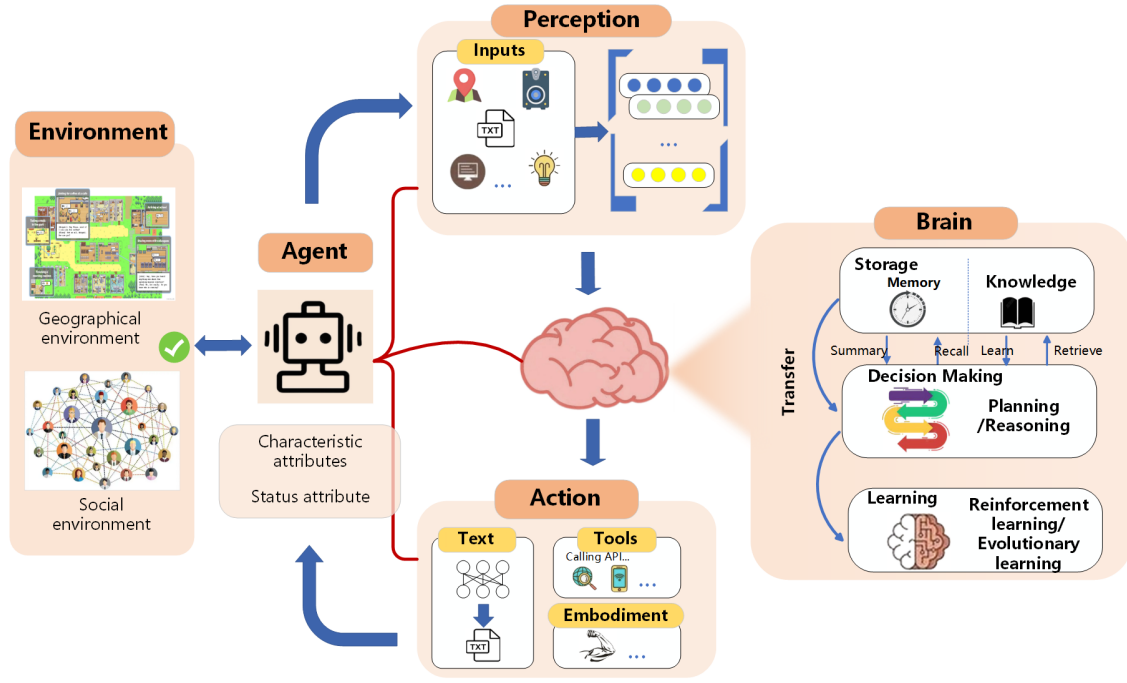 Perception
Inputs
TXT
...
...
Environment
Geographical
environment
Social
environment
Agent
Characteristic
attributes
Status attribute
Action
Text
TXT
Tools
Calling API...
...
Embodiment
...
Brain
Storage
Memory
Knowledge
Summary
Recall
Learn
Retrieve
Transfer
Decision Making
Planning
/Reasoning
Learning
Reinforcement
learning/
Evolutionary
learning